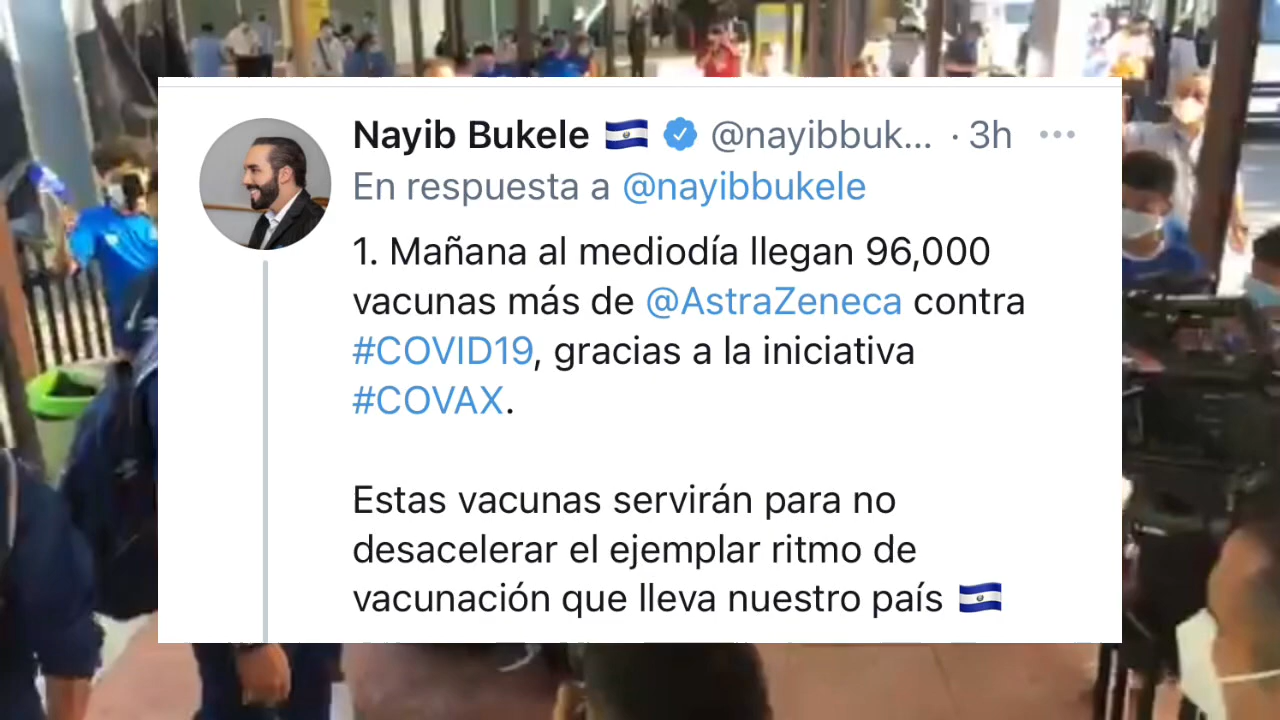 Nayib Bukele 🇸🇻 @nayibbuk... · 3h
En respuesta a @nayibbukele
1. Mañana al mediodía llegan 96,000
vacunas más de @AstraZeneca contra
#COVID19, gracias a la iniciativa
#COVAX.
Estas vacunas servirán para no
desacelerar el ejemplar ritmo de
vacunación que lleva nuestro país 🇸🇻